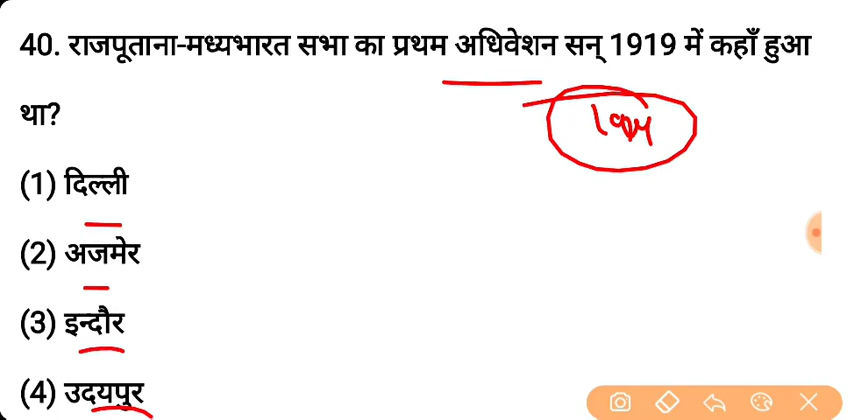 40. राजपूताना-मध्यभारत सभा का प्रथम अधिवेशन सन् 1919 में कहाँ हुआ
था?
(1) दिल्ली
(2) अजमेर
(3) इन्दौर
(4) उदयपुर